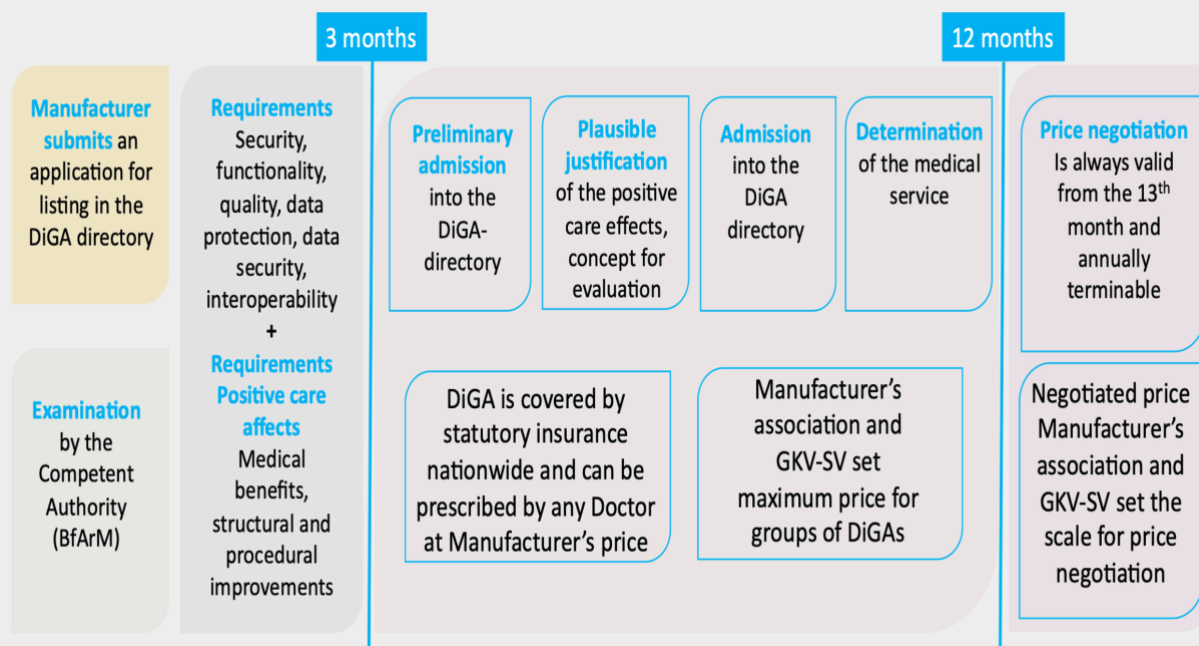 3 months
12 months
Manufacturer
submits an
application for
listing in the
DiGA directory
Examination
by the
Competent
Authority
(BfArM)
Requirements
Security,
functionality,
quality, data
protection, data
security,
interoperability
+
Requirements
Positive care
affects
Medical
benefits,
structural and
procedural
improvements
Preliminary
admission
into the
DiGA-
directory
Plausible
justification
of the positive
care effects,
concept for
evaluation
Admission
into the
DiGA
directory
Determination
of the medical
service
DiGA is covered by
statutory insurance
nationwide and can be
prescribed by any Doctor
at Manufacturer's price
Manufacturer's
association and
GKV-SV set
maximum price for
groups of DiGAs
Price negotiation
Is always valid
from the 13th
month and
annually
terminable
Negotiated price
Manufacturer's
association and
GKV-SV set the
scale for price
negotiation